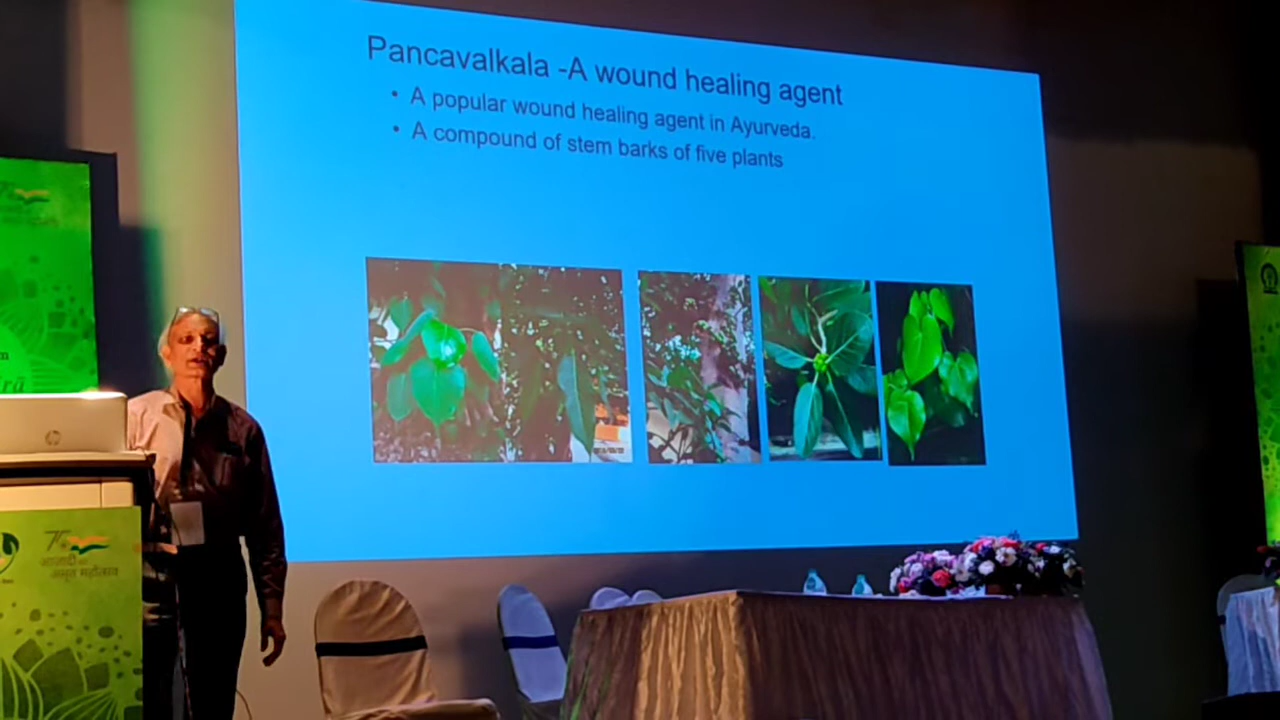 Pancavalkala -A wound healing agent
• A popular wound healing agent in Ayurveda.
• A compound of stem barks of five plants
hp
आज़ादी का
अमृत महोत्सव